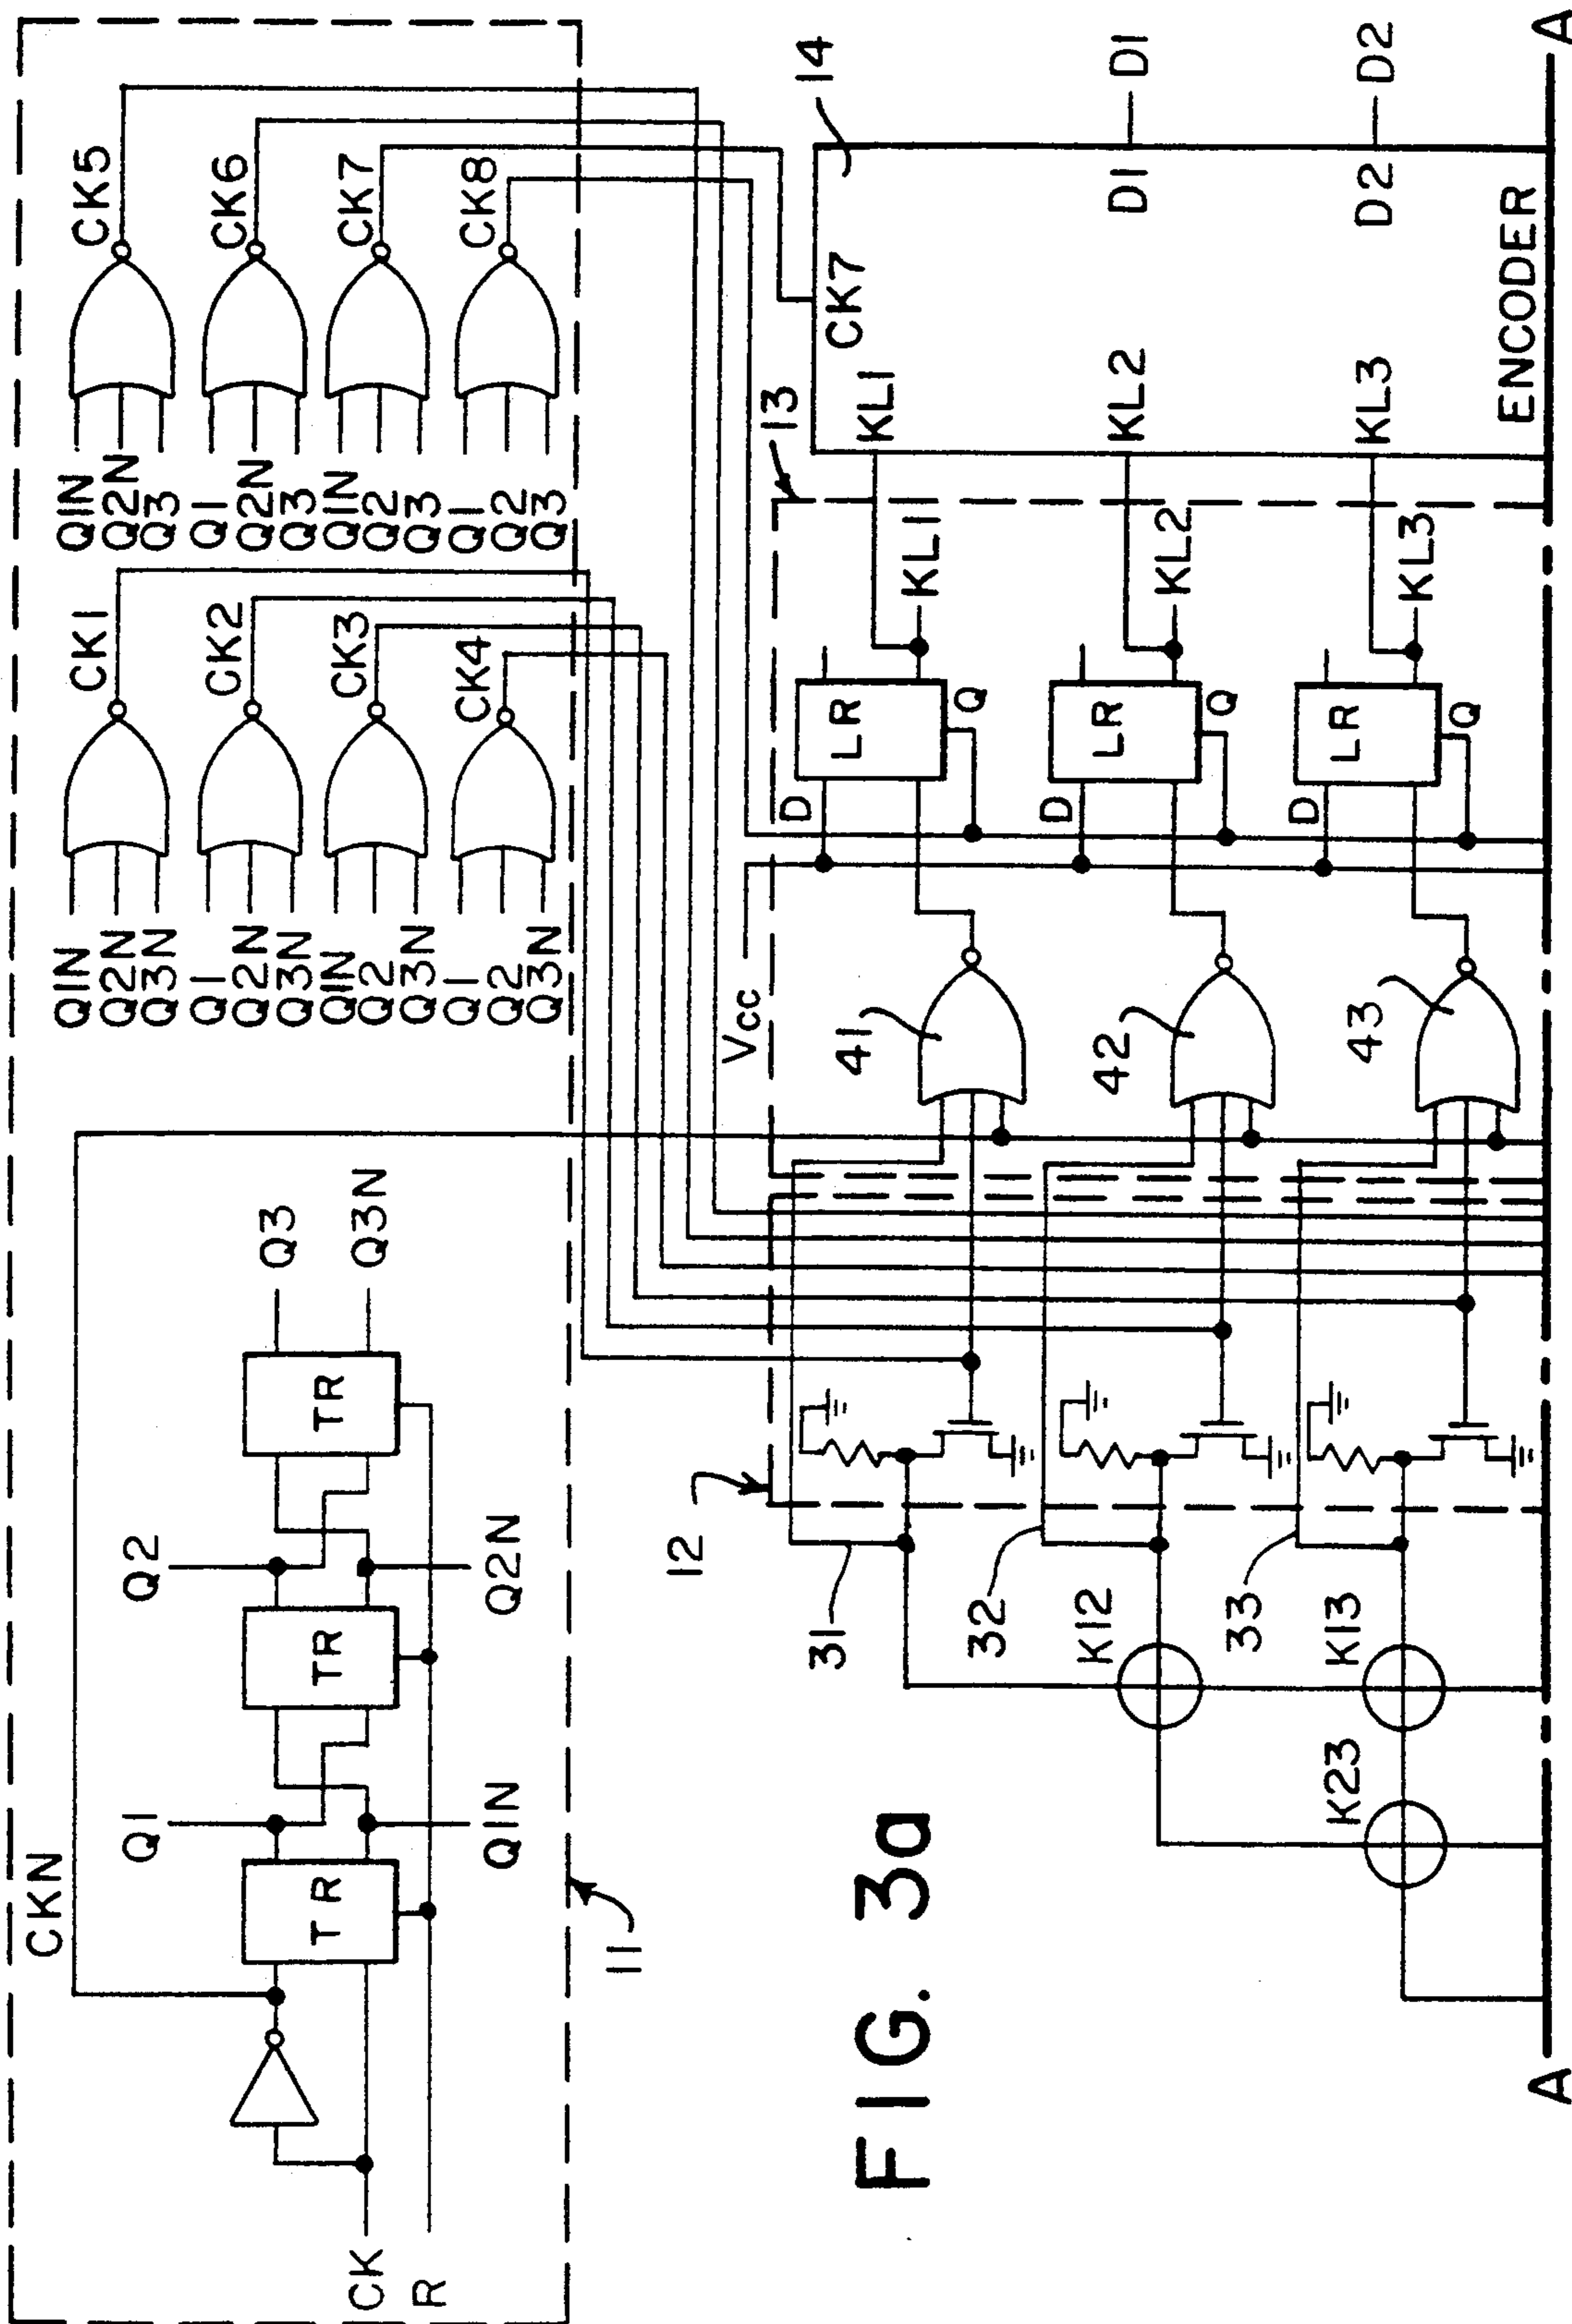 CKN
Q1
Q2
Q3
Q3N
Q1N
Q2N
CK
R
11
Q1N
Q2N
Q3N
CK1
Q1
Q2N
Q3N
CK2
Q1N
Q2
Q3N
CK3
Q1
Q2
Q3N
CK4
Q1N
Q2N
Q3
CK5
Q1
Q2N
Q3
CK6
Q1N
Q2
Q3
CK7
Q1
Q2
Q3
CK8
TR
TR
TR
12
Vcc
13
14
31
41
D
LR
Q
KL1
KL1
CK7
D1
D1
32
K12
42
D
LR
Q
KL2
KL2
D2
D2
33
K23
K13
43
D
LR
Q
KL3
KL3
ENCODER
A
A
FIG. 3a